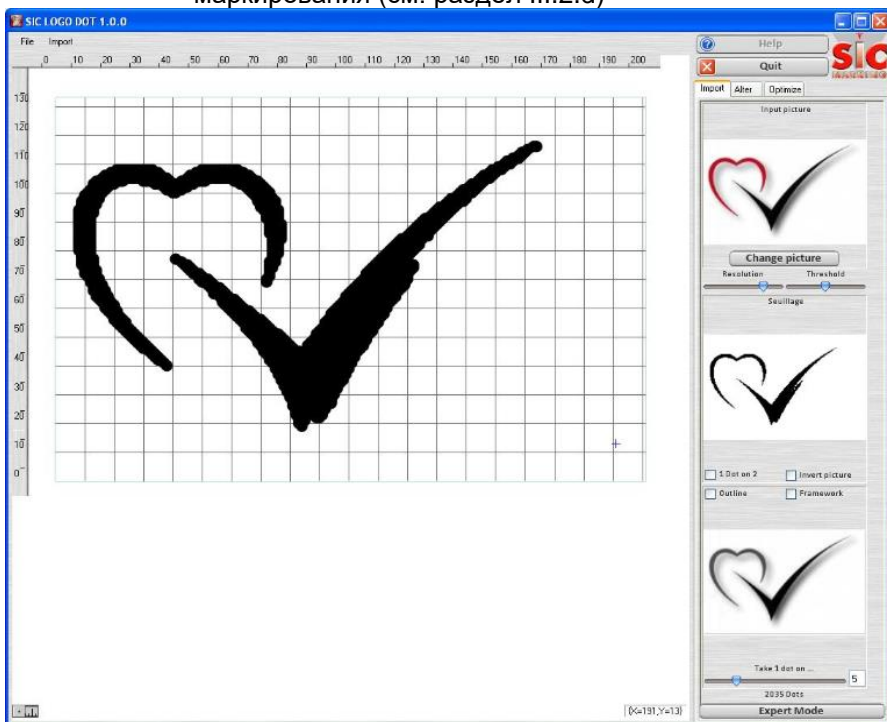 маркирования (см. раздел III.2.d)
SIC LOGO DOT 1.0.0
File Import
Help
Quit
SIC
MARKING
0 10 20 30 40 50 60 70 80 90 100 110 120 130 140 150 160 170 180 190 200
Import Alter Optimize
Input picture
130
120
110
100
90
80
70
60
50
40
30
20
10
0
Change picture
Resolution Threshold
Seuillage
1 Dot on 2 Invert picture
Outline Framework
Take 1 dot on ...
5
2035 Dots
(X=191,Y=13)
Expert Mode